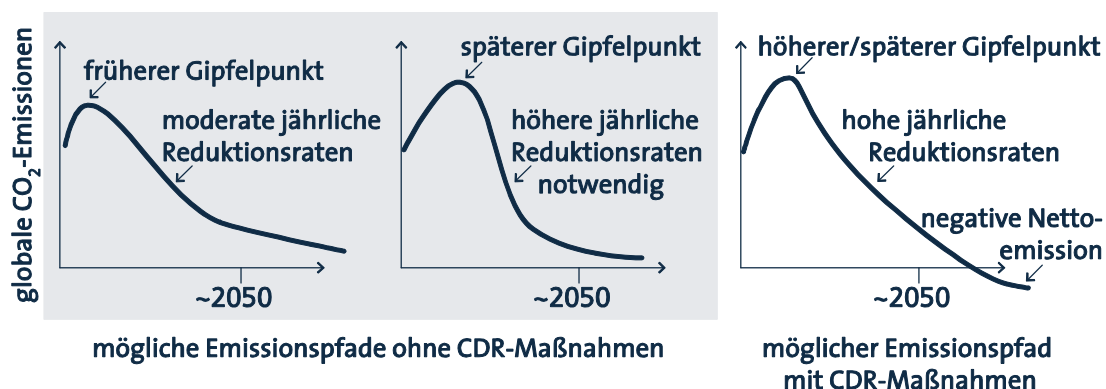 globale CO₂-Emissionen
früherer Gipfelpunkt
moderate jährliche
Reduktionsraten
~2050
späterer Gipfelpunkt
höhere jährliche
Reduktionsraten
notwendig
~2050
mögliche Emissionspfade ohne CDR-Maßnahmen
höherer/späterer Gipfelpunkt
hohe jährliche
Reduktionsraten
negative Netto-
emission
~2050
möglicher Emissionspfad
mit CDR-Maßnahmen